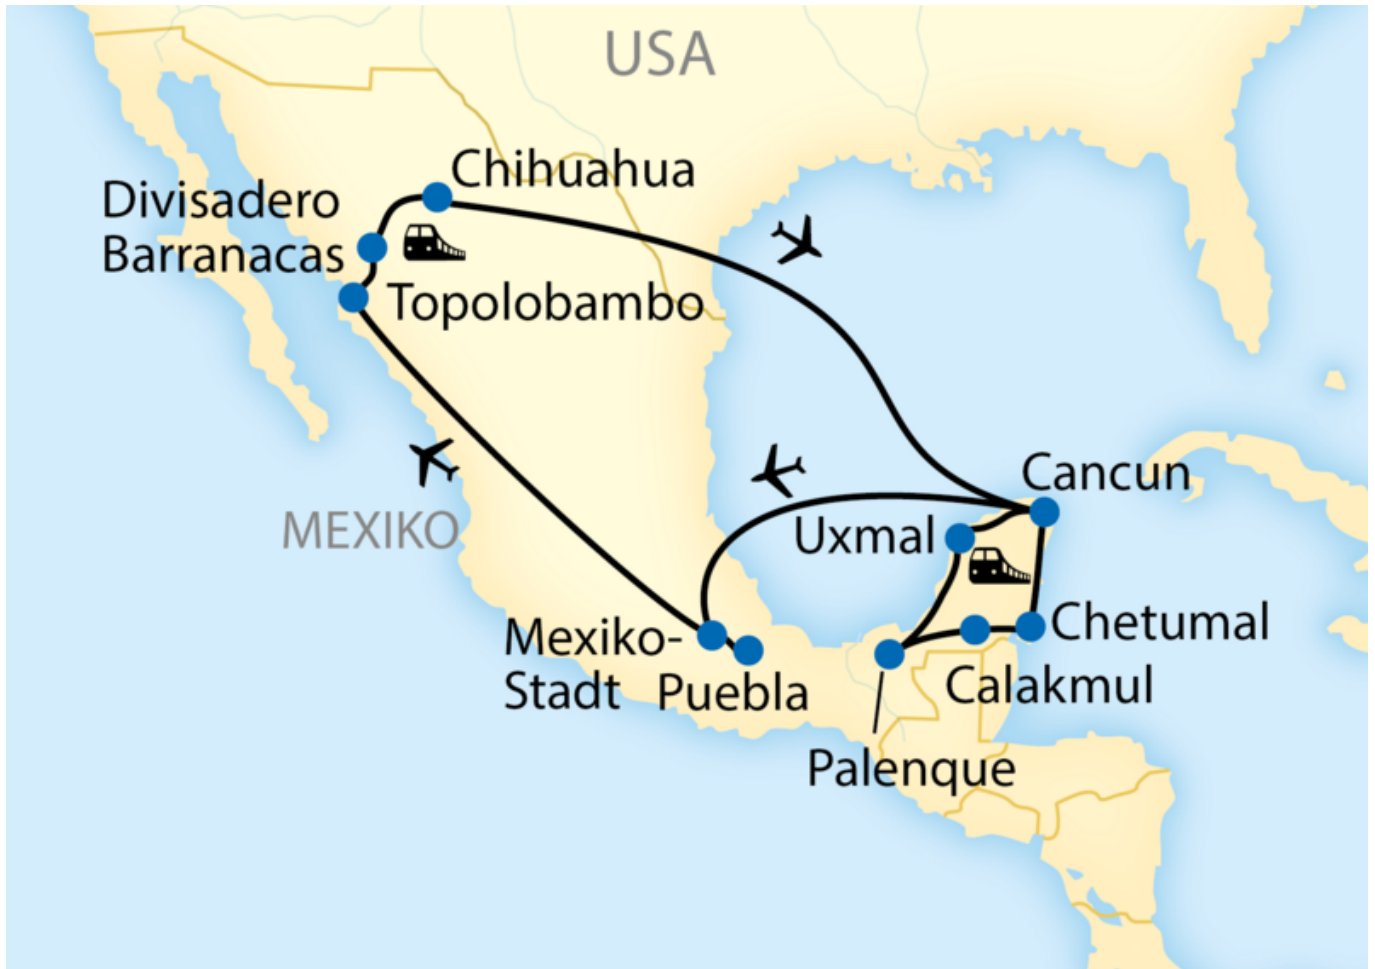 USA
Chihuahua
Divisadero
Barranacas
Topolobambo
MEXIKO
Cancun
Uxmal
Mexiko-
Stadt
Puebla
Chetumal
Calakmul
Palenque